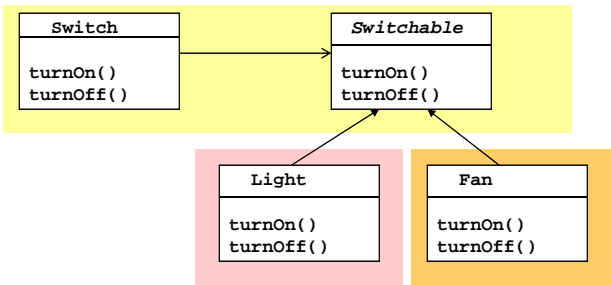 Switch
turnOn()
turnOff()
Switchable
turnOn()
turnOff()
Light
turnOn()
turnOff()
Fan
turnOn()
turnOff()